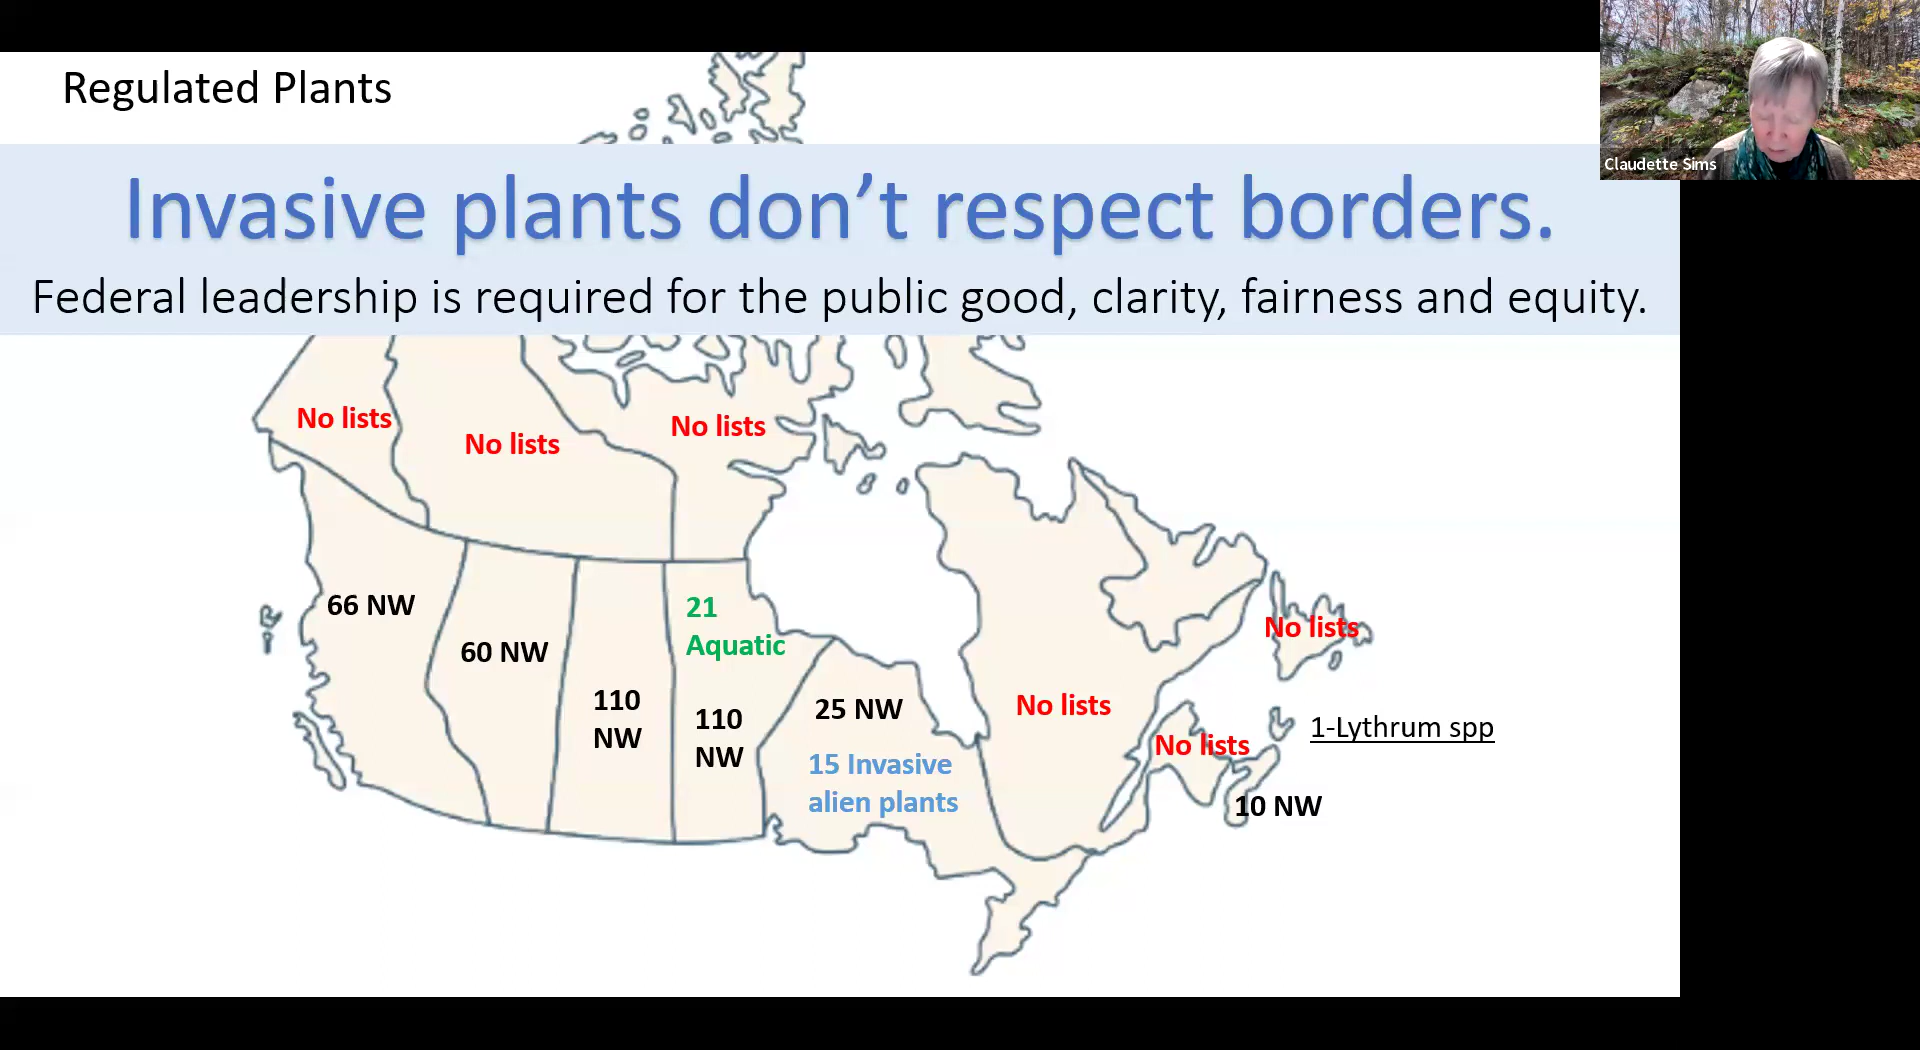 Regulated Plants
Claudette Sims
Invasive plants don’t respect borders.
Federal leadership is required for the public good, clarity, fairness and equity.
No lists
No lists
No lists
66 NW
60 NW
110
NW
21
Aquatic
110
NW
25 NW
15 Invasive
alien plants
No lists
No lists
No lists
1-Lythrum spp
10 NW